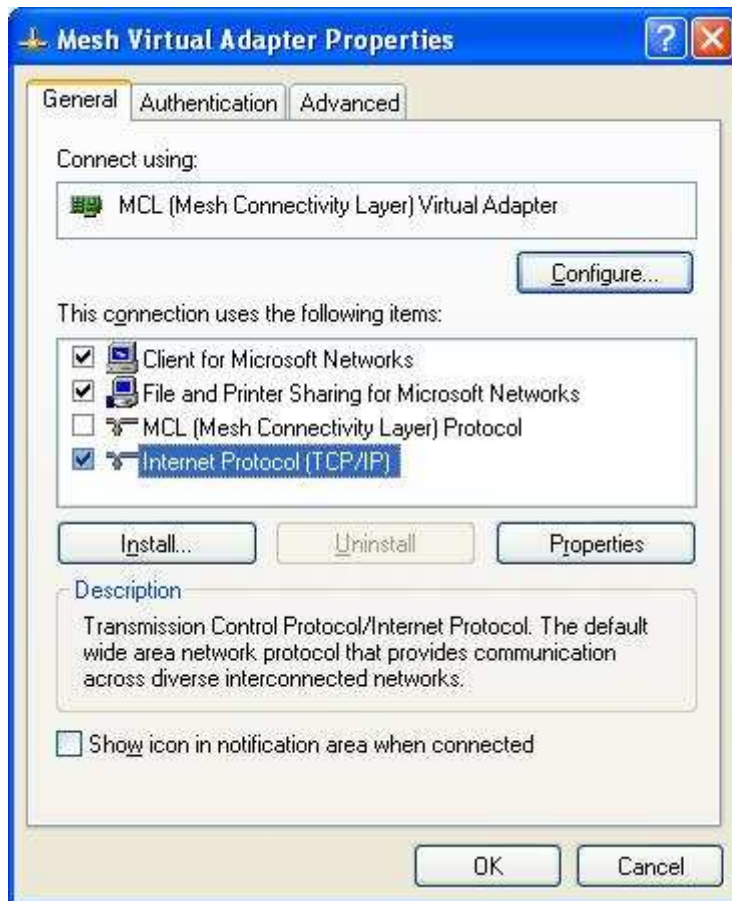 Mesh Virtual Adapter Properties
General Authentication Advanced
Connect using:
MCL (Mesh Connectivity Layer) Virtual Adapter
Configure...
This connection uses the following items:
Client for Microsoft Networks
File and Printer Sharing for Microsoft Networks
MCL (Mesh Connectivity Layer) Protocol
Internet Protocol (TCP/IP)
Install... Uninstall Properties
Description
Transmission Control Protocol/Internet Protocol. The default
wide area network protocol that provides communication
across diverse interconnected networks.
Show icon in notification area when connected
OK Cancel